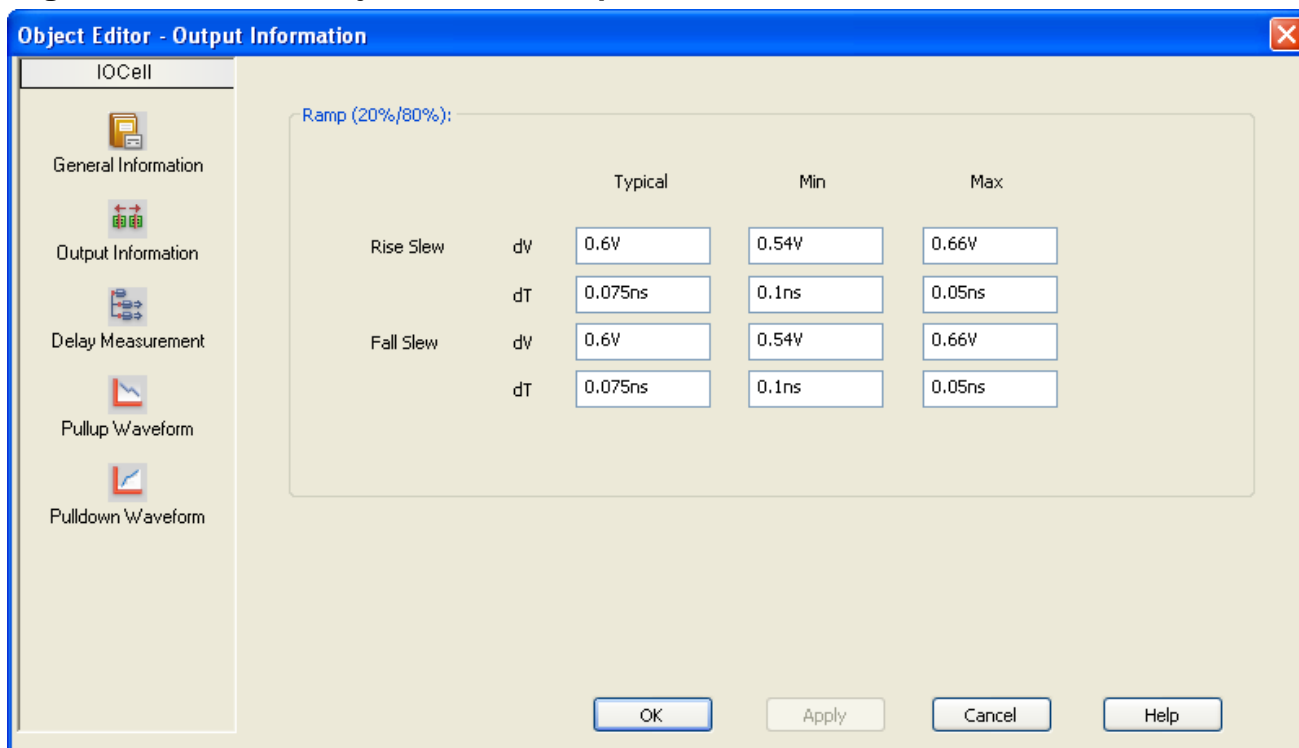 Object Editor - Output Information
IOCell
General Information
Output Information
Delay Measurement
Pullup Waveform
Pulldown Waveform
Ramp (20%/80%):
Typical Min Max
Rise Slew dV 0.6V 0.54V 0.66V
dT 0.075ns 0.1ns 0.05ns
Fall Slew dV 0.6V 0.54V 0.66V
dT 0.075ns 0.1ns 0.05ns
OK Apply Cancel Help